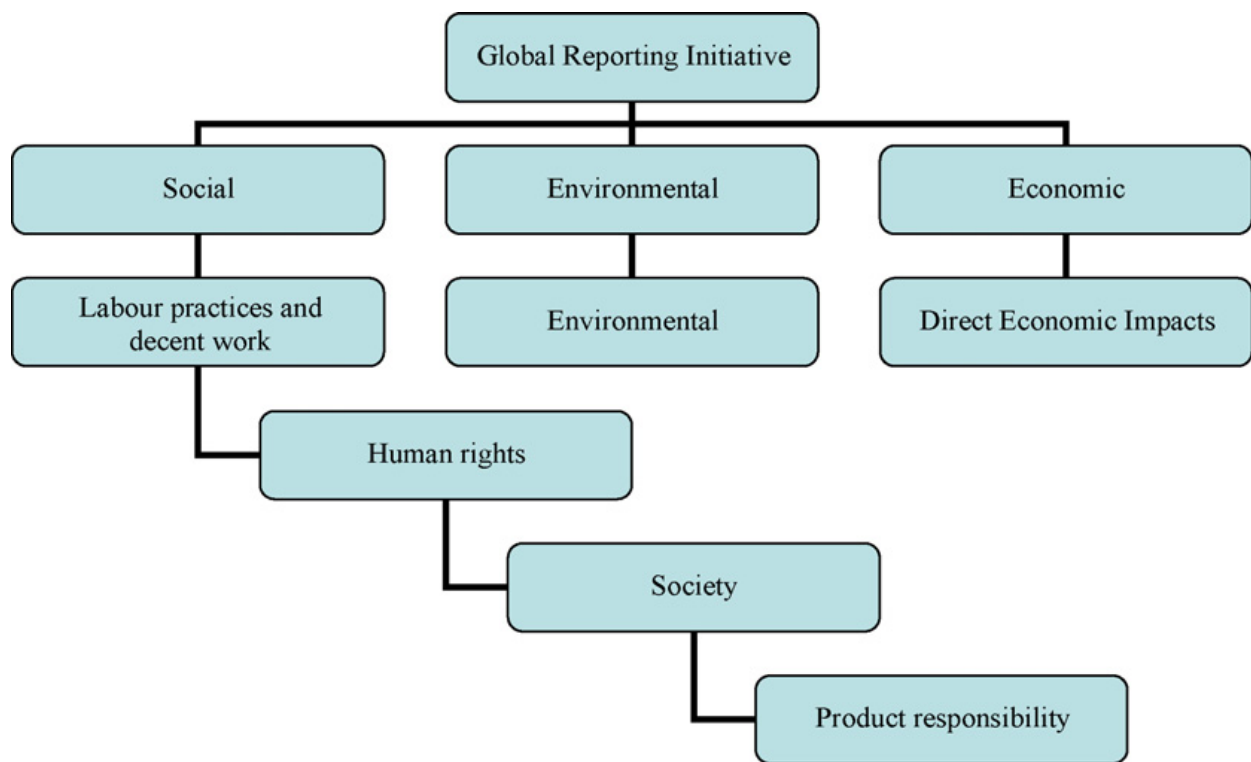 Global Reporting Initiative
Social
Environmental
Economic
Labour practices and
decent work
Environmental
Direct Economic Impacts
Human rights
Society
Product responsibility